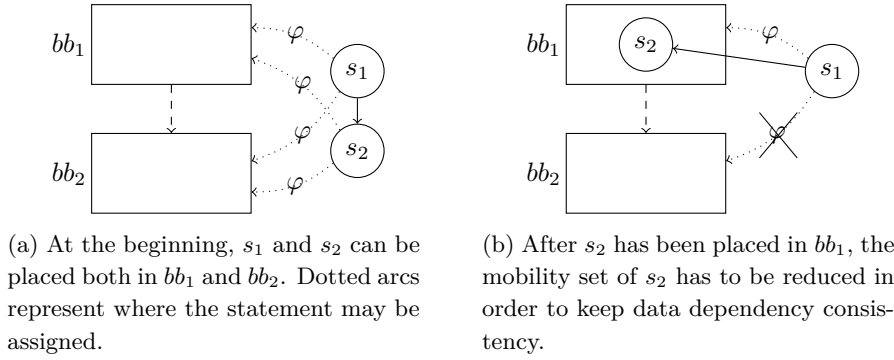 bb₁
φ
s₁
φ
φ
s₂
bb₂
φ
bb₁
s₂
φ
s₁
φ
bb₂
(a) At the beginning, s₁ and s₂ can be
placed both in bb₁ and bb₂. Dotted arcs
represent where the statement may be
assigned.
(b) After s₂ has been placed in bb₁, the
mobility set of s₂ has to be reduced in
order to keep data dependency consis-
tency.